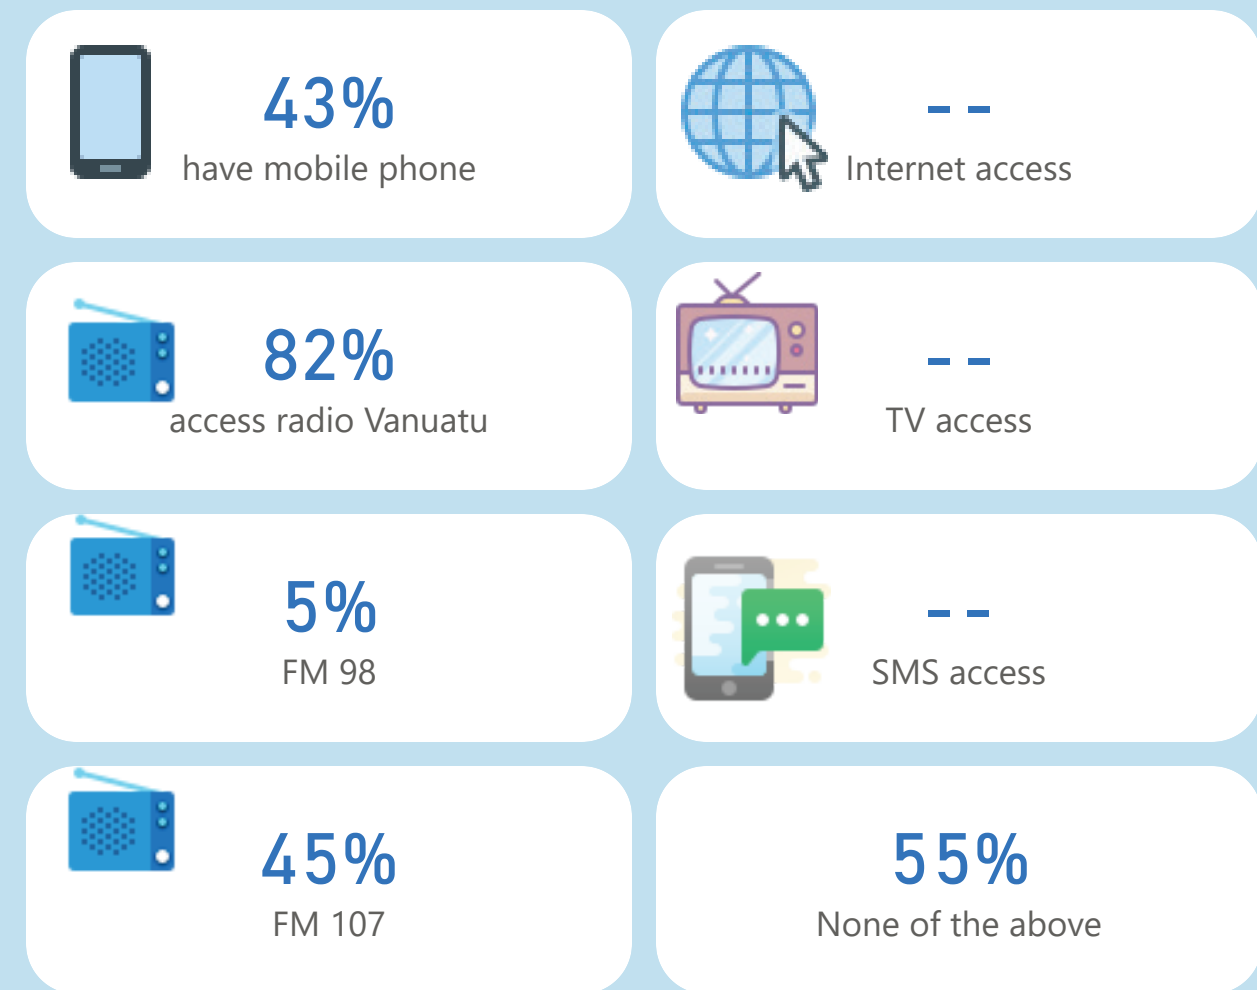 43%
have mobile phone
--
Internet access
82%
access radio Vanuatu
--
TV access
5%
FM 98
--
SMS access
45%
FM 107
55%
None of the above